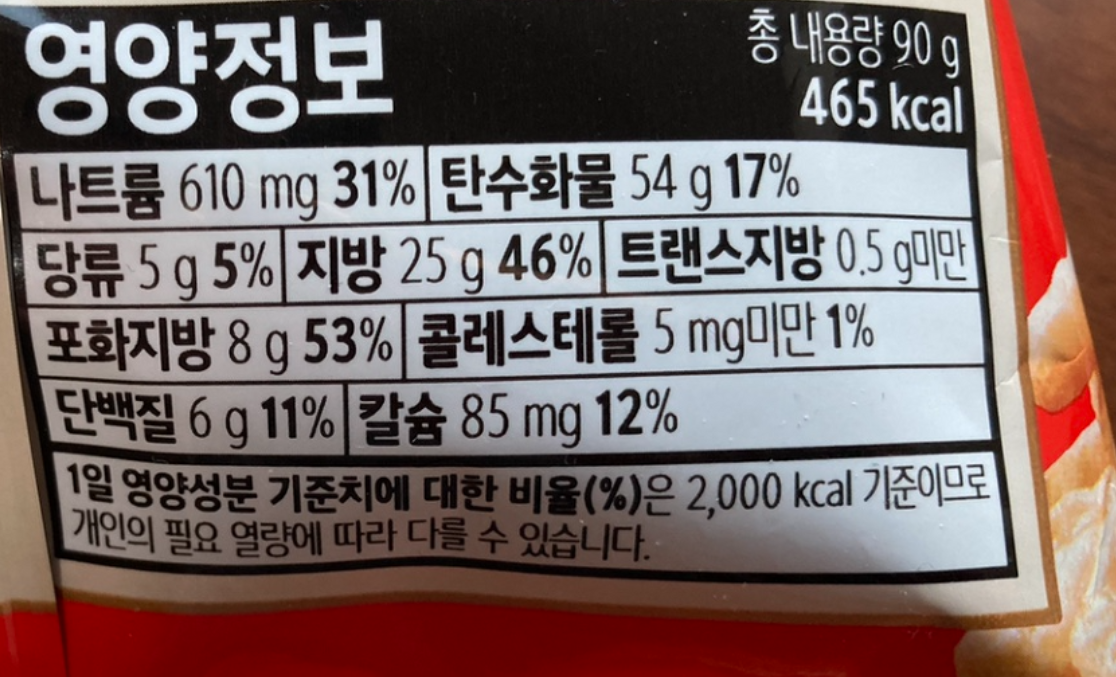 영양정보
총 내용량 90 g
465 kcal
나트륨 610 mg 31% 탄수화물 54 g 17%
당류 5 g 5% 지방 25 g 46% 트랜스지방 0.5 g미만
포화지방 8 g 53% 콜레스테롤 5 mg미만 1%
단백질 6 g 11% 칼슘 85 mg 12%
1일 영양성분 기준치에 대한 비율(%)은 2,000 kcal 기준이므로
개인의 필요 열량에 따라 다를 수 있습니다.